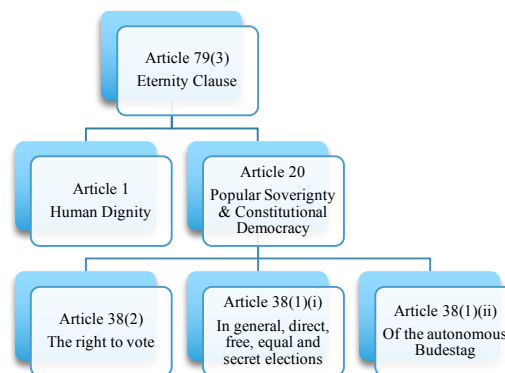 Article 79(3)
Eternity Clause
Article 1
Human Dignity
Article 20
Popular Soverignty
& Constitutional
Democracy
Article 38(2)
The right to vote
Article 38(1)(i)
In general, direct,
free, equal and
secret elections
Article 38(1)(ii)
Of the autonomous
Budestag